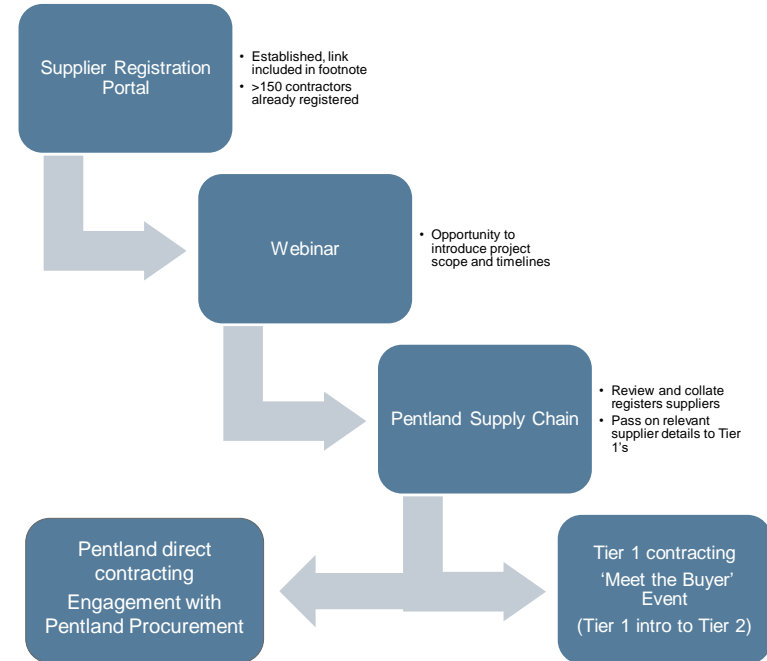 Supplier Registration
Portal
• Established, link
included in footnote
• >150 contractors
already registered
Webinar
• Opportunity to
introduce project
scope and timelines
Pentland Supply Chain
• Review and collate
registers suppliers
• Pass on relevant
supplier details to Tier
1's
Pentland direct
contracting
Engagement with
Pentland Procurement
Tier 1 contracting
‘Meet the Buyer’
Event
(Tier 1 intro to Tier 2)